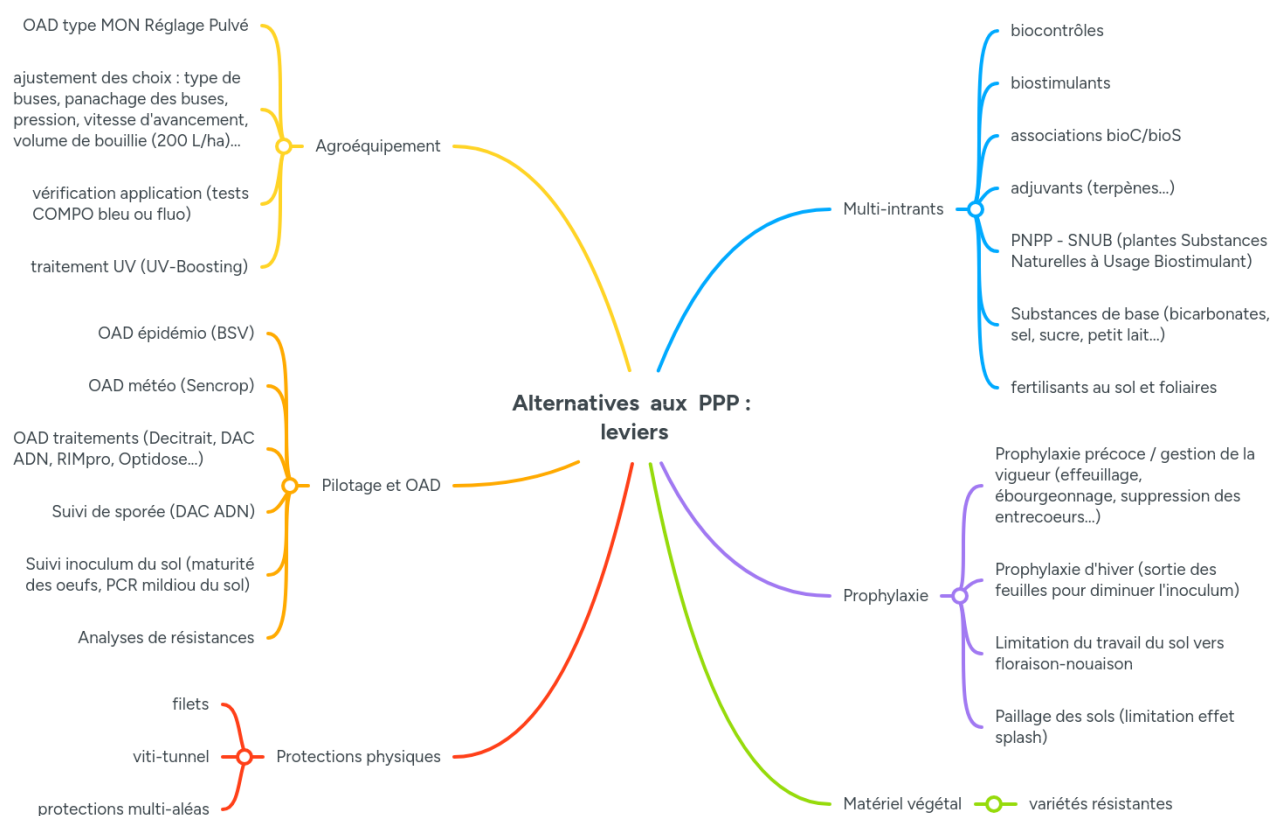 Alternatives aux PPP :
leviers
Agroéquipement
OAD type MON Réglage Pulvé
ajustement des choix : type de
buses, panachage des buses,
pression, vitesse d'avancement,
volume de bouillie (200 L/ha)...
vérification application (tests
COMPO bleu ou fluo)
traitement UV (UV-Boosting)
Pilotage et OAD
OAD épidémio (BSV)
OAD météo (Sencrop)
OAD traitements (Decitrait, DAC
ADN, RIMpro, Optidose...)
Suivi de sporée (DAC ADN)
Suivi inoculum du sol (maturité
des oeufs, PCR mildiou du sol)
Analyses de résistances
Protections physiques
filets
viti-tunnel
protections multi-aléas
Multi-intrants
biocontrôles
biostimulants
associations bioC/bioS
adjuvants (terpènes...)
PNPP - SNUB (plantes Substances
Naturelles à Usage Biostimulant)
Substances de base (bicarbonates,
sel, sucre, petit lait...)
fertilisants au sol et foliaires
Prophylaxie
Prophylaxie précoce / gestion de la
vigueur (effeuillage,
ébourgeonnage, suppression des
entrecoeurs...)
Prophylaxie d'hiver (sortie des
feuilles pour diminuer l'inoculum)
Limitation du travail du sol vers
floraison-nouaison
Paillage des sols (limitation effet
splash)
Matériel végétal
variétés résistantes